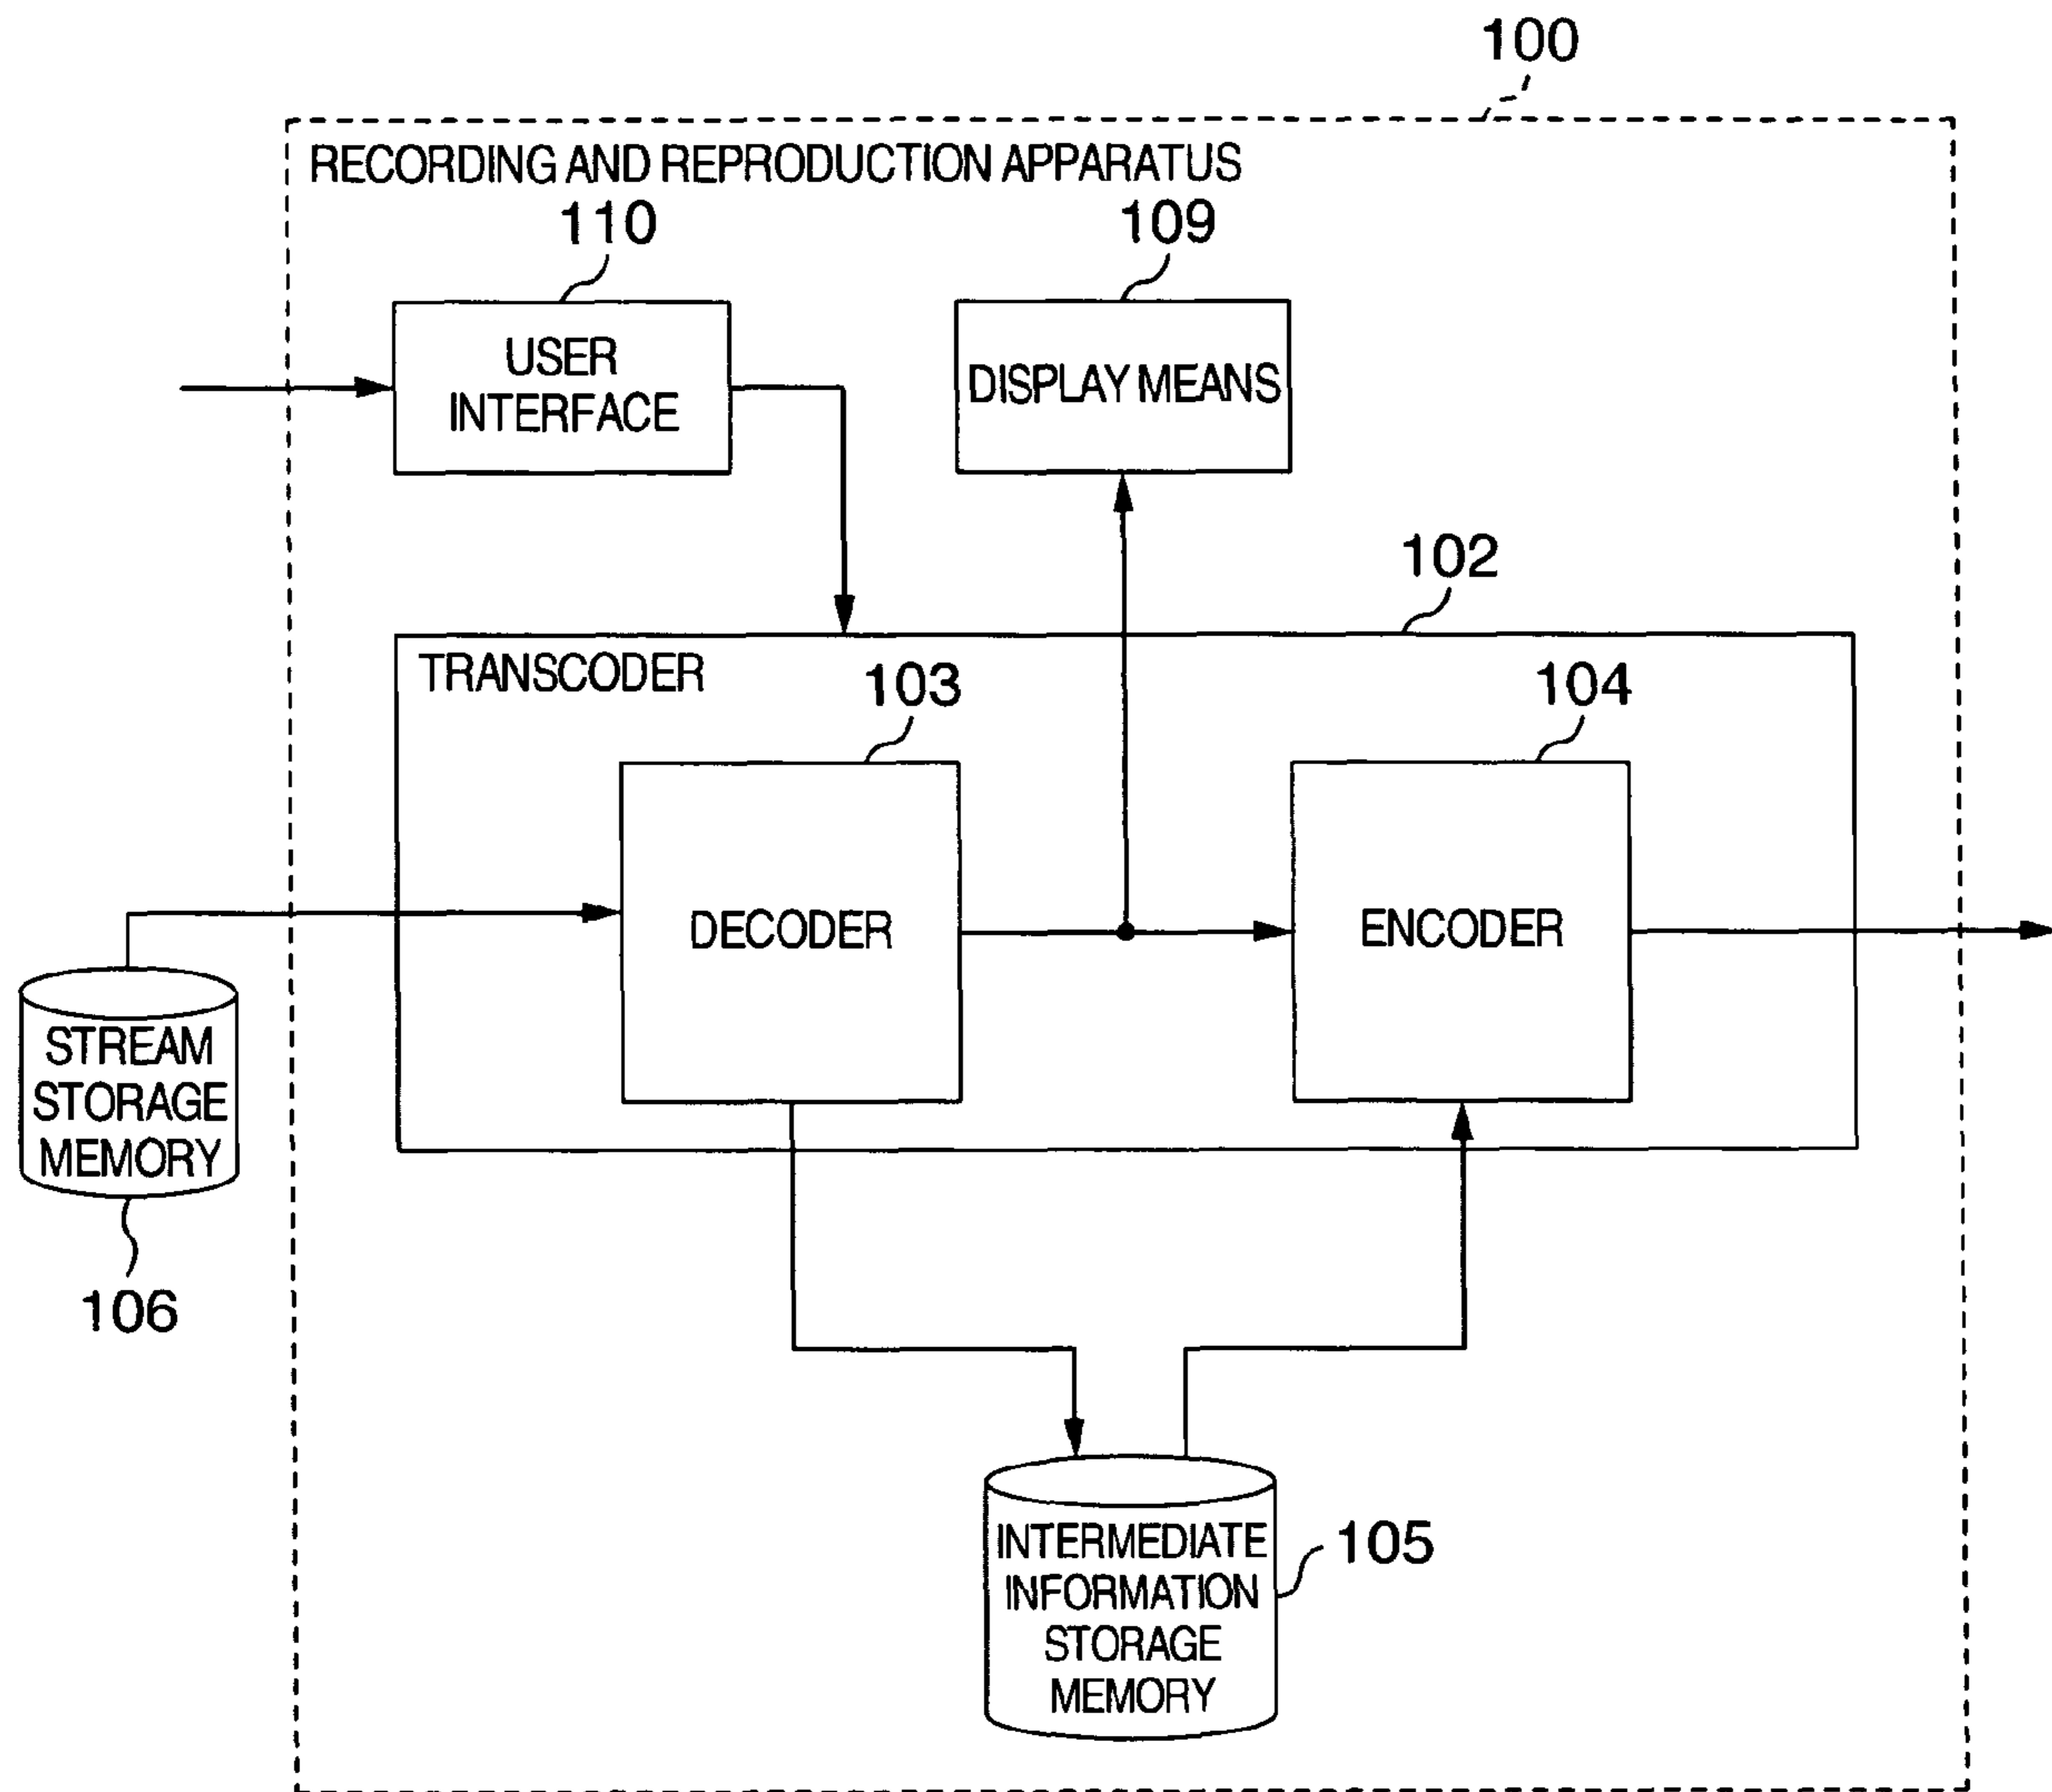 100
RECORDING AND REPRODUCTION APPARATUS
110
109
USER
INTERFACE
DISPLAY MEANS
102
TRANSCODER
103
104
DECODER
ENCODER
STREAM
STORAGE
MEMORY
106
INTERMEDIATE
INFORMATION
STORAGE
MEMORY
105